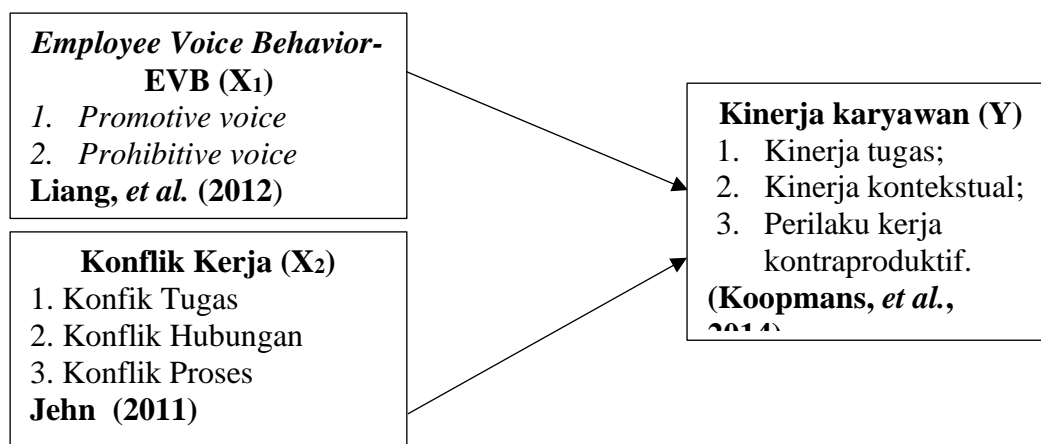 Employee Voice Behavior-
EVB (X1)
1. Promotive voice
2. Prohibitive voice
Liang, et al. (2012)
Konflik Kerja (X2)
1. Konfik Tugas
2. Konflik Hubungan
3. Konflik Proses
Jehn (2011)
Kinerja karyawan (Y)
1. Kinerja tugas;
2. Kinerja kontekstual;
3. Perilaku kerja
kontraproduktif.
(Koopmans, et al.,
2014)